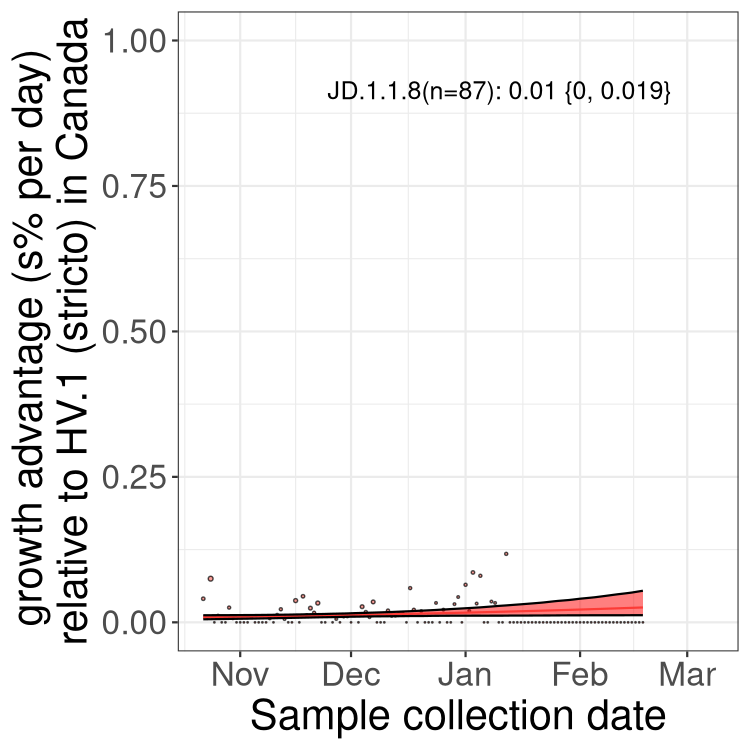 growth advantage (s% per day)
relative to HV.1 (stricto) in Canada
1.00
0.75
0.50
0.25
0.00
JD.1.1.8(n=87): 0.01 {0, 0.019}
Nov Dec Jan Feb Mar
Sample collection date